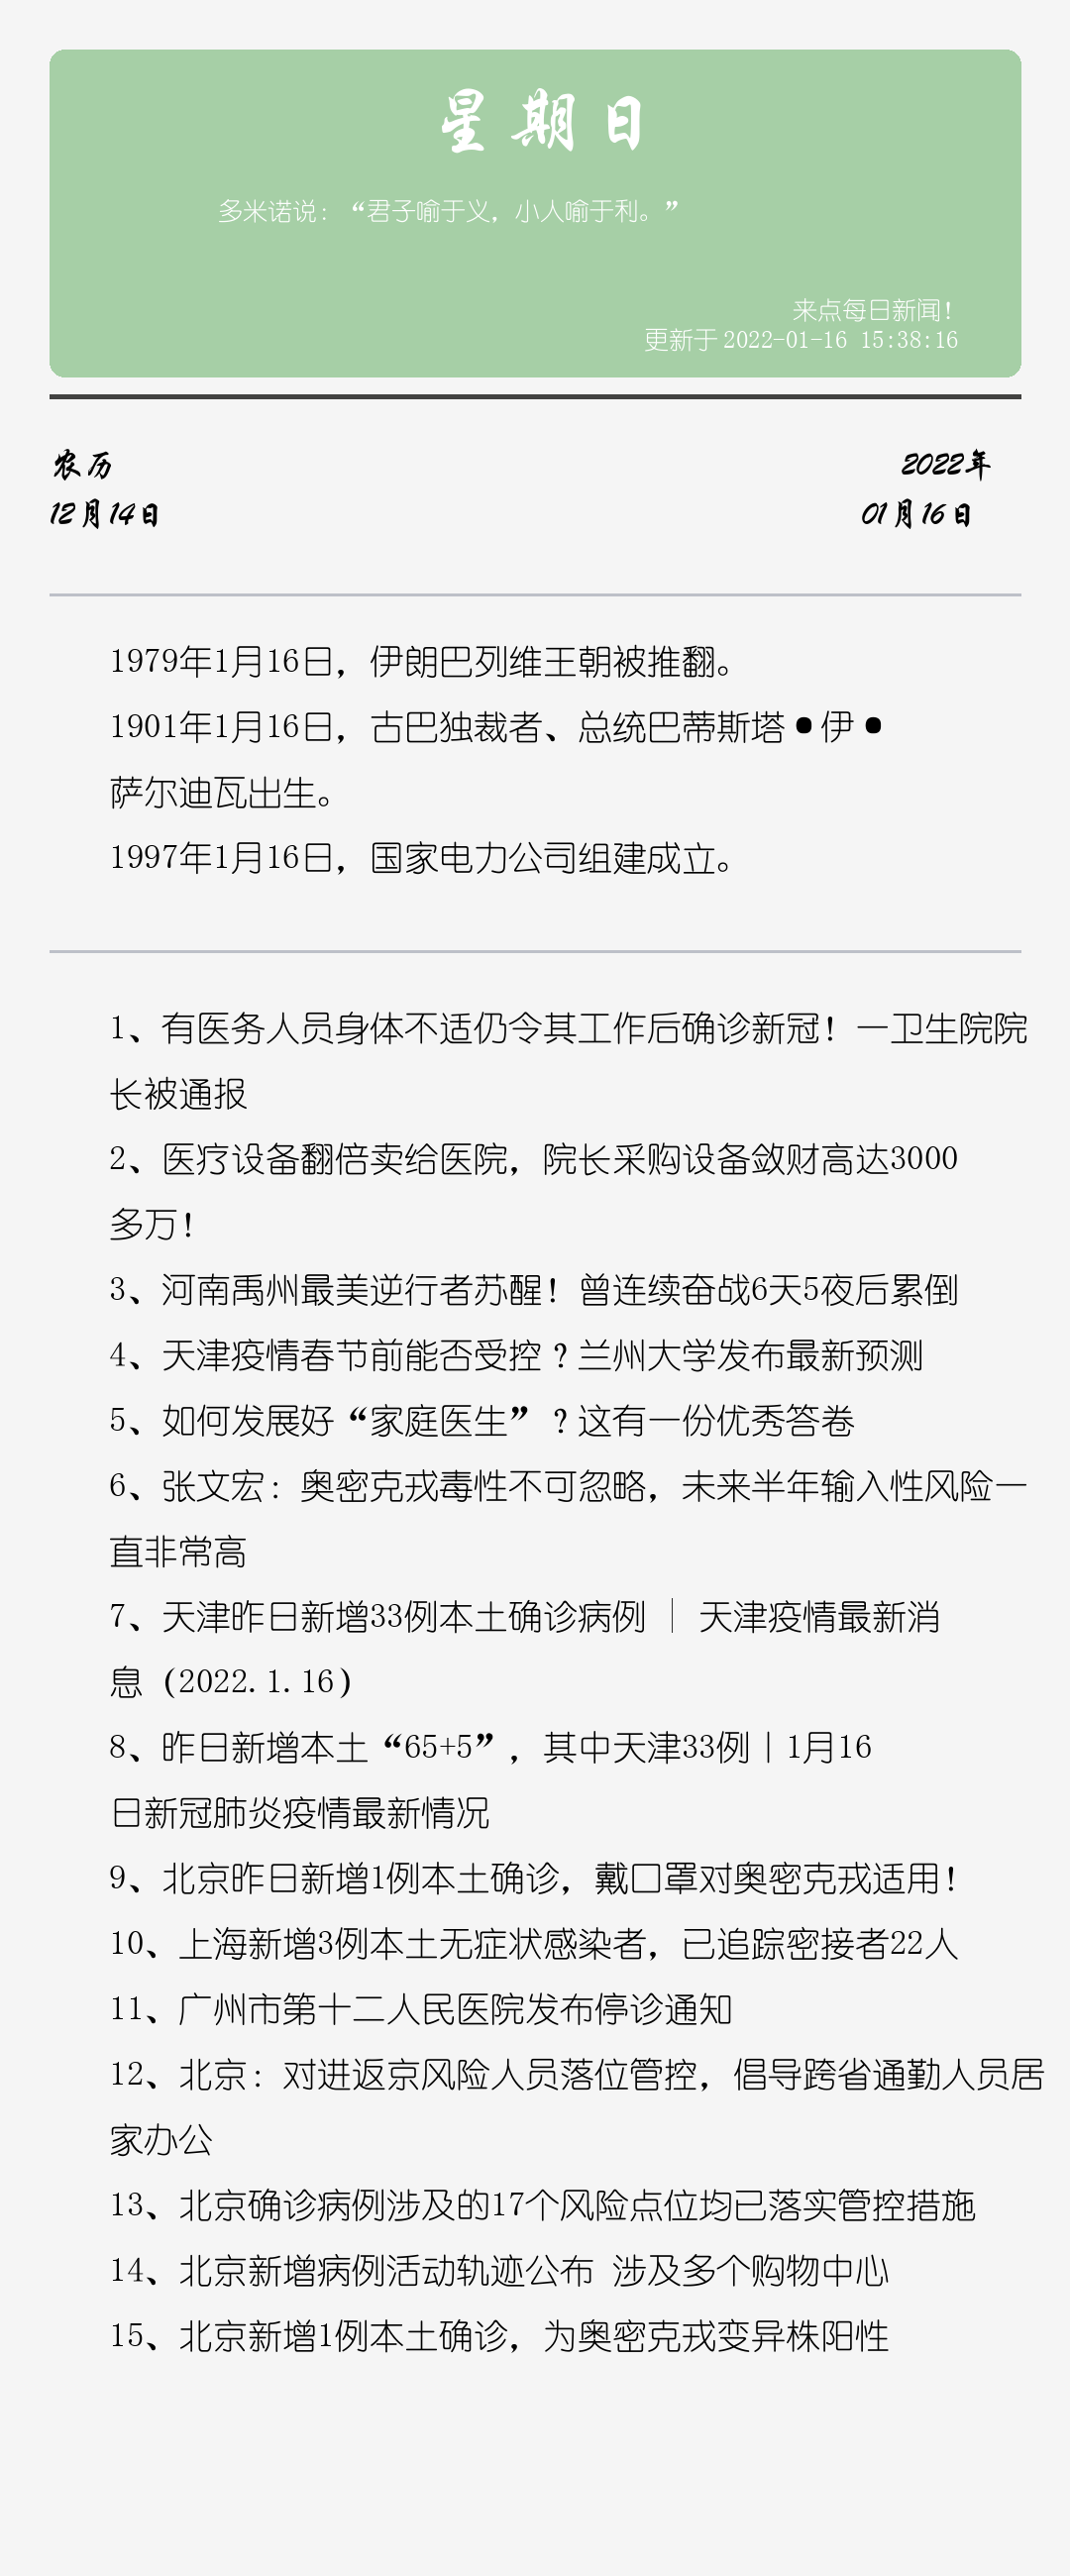 星期日
多米诺说：“君子喻于义，小人喻于利。”
来点每日新闻！
更新于 2022-01-16 15:38:16
农历
2022年
12月14日
01月16日
1979年1月16日，伊朗巴列维王朝被推翻。
1901年1月16日，古巴独裁者、总统巴蒂斯塔•伊•
萨尔迪瓦出生。
1997年1月16日，国家电力公司组建成立。
1、有医务人员身体不适仍令其工作后确诊新冠！一卫生院院
长被通报
2、医疗设备翻倍卖给医院，院长采购设备敛财高达3000
多万！
3、河南禹州最美逆行者苏醒！曾连续奋战6天5夜后累倒
4、天津疫情春节前能否受控？兰州大学发布最新预测
5、如何发展好“家庭医生”？这有一份优秀答卷
6、张文宏：奥密克戎毒性不可忽略，未来半年输入性风险一
直非常高
7、天津昨日新增33例本土确诊病例 │ 天津疫情最新消
息（2022.1.16）
8、昨日新增本土“65+5”，其中天津33例丨1月16
日新冠肺炎疫情最新情况
9、北京昨日新增1例本土确诊，戴口罩对奥密克戎适用！
10、上海新增3例本土无症状感染者，已追踪密接者22人
11、广州市第十二人民医院发布停诊通知
12、北京：对进返京风险人员落位管控，倡导跨省通勤人员居
家办公
13、北京确诊病例涉及的17个风险点位均已落实管控措施
14、北京新增病例活动轨迹公布 涉及多个购物中心
15、北京新增1例本土确诊，为奥密克戎变异株阳性